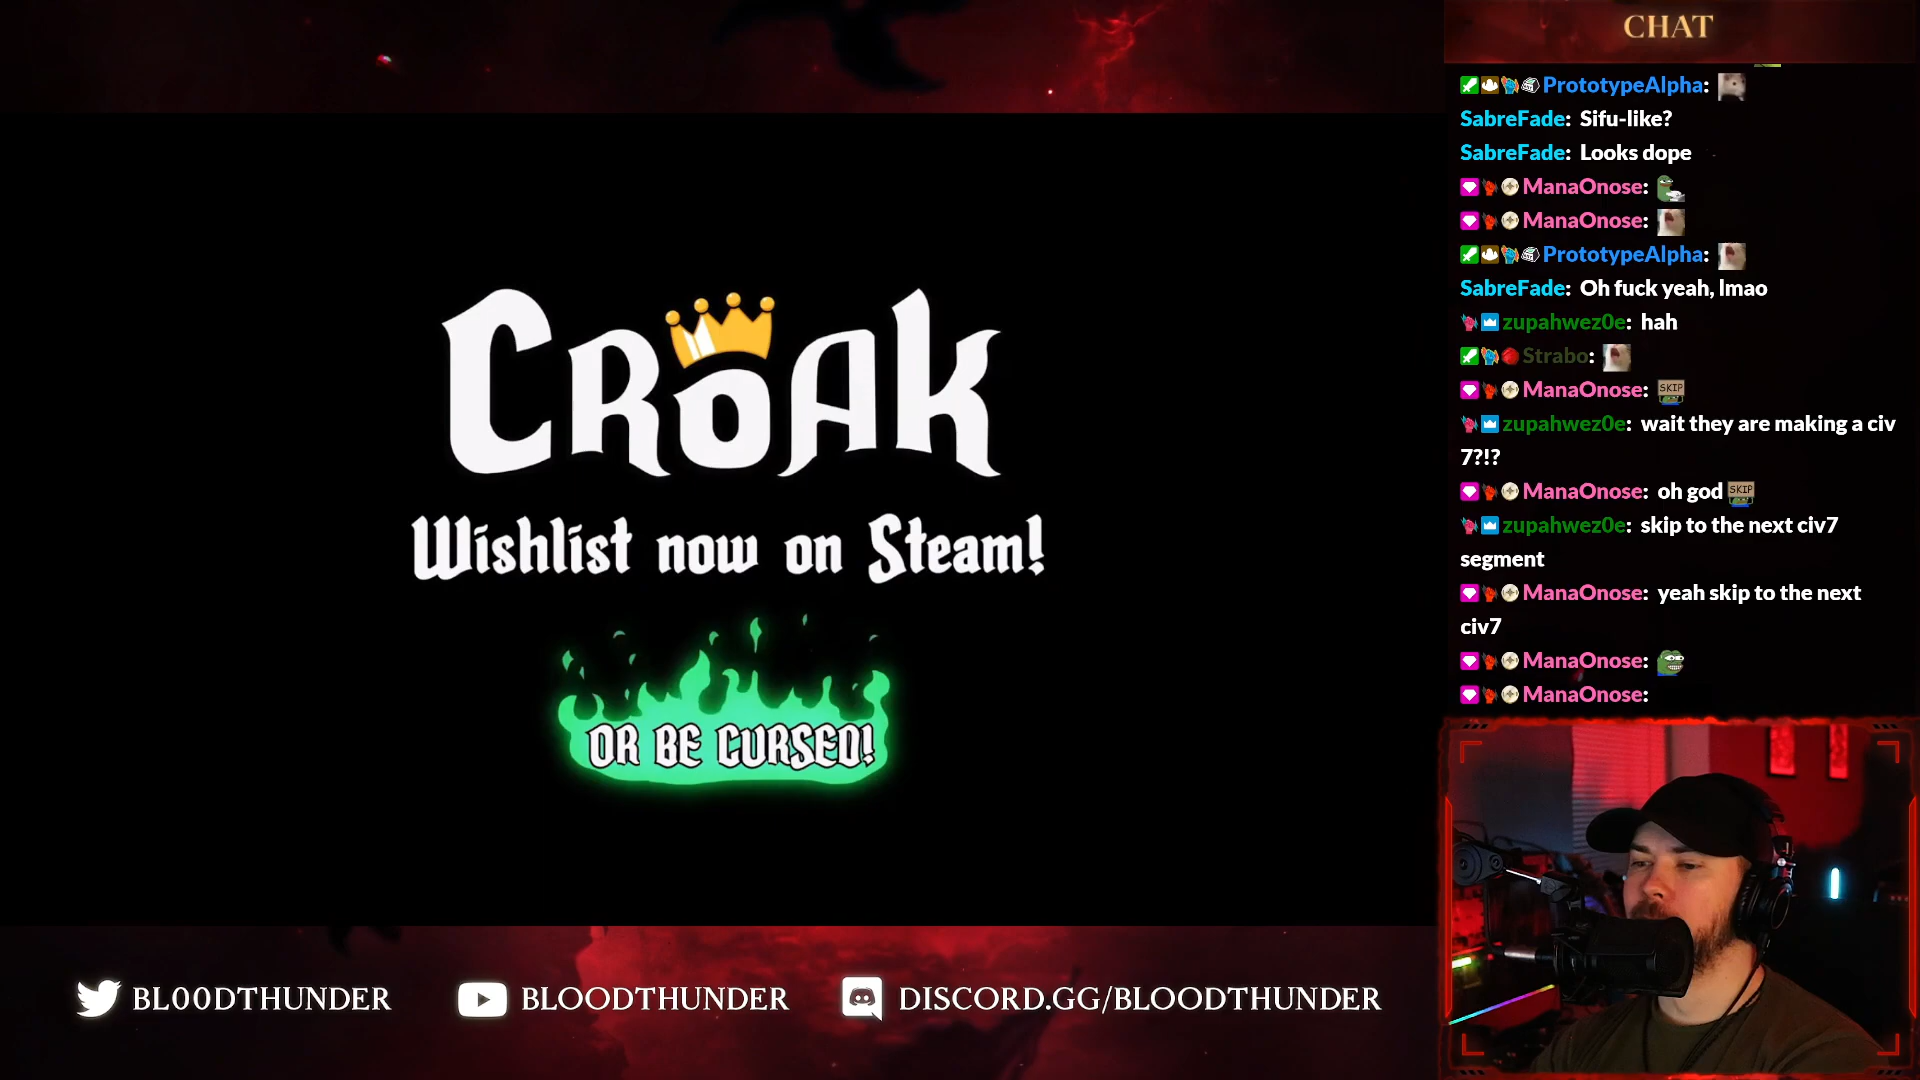 CROAK
Wishlist now on Steam!
OR BE CURSED!
BL00DTHUNDER
BLOODTHUNDER
DISCORD.GG/BLOODTHUNDER
CHAT
PrototypeAlpha:
SabreFade: Sifu-like?
SabreFade: Looks dope
ManaOnose:
ManaOnose:
PrototypeAlpha:
SabreFade: Oh fuck yeah, lmao
zupahwez0e: hah
Strabo:
ManaOnose: SKIP
zupahwez0e: wait they are making a civ
7?!?
ManaOnose: oh god SKIP
zupahwez0e: skip to the next civ7
segment
ManaOnose: yeah skip to the next
civ7
ManaOnose:
ManaOnose: